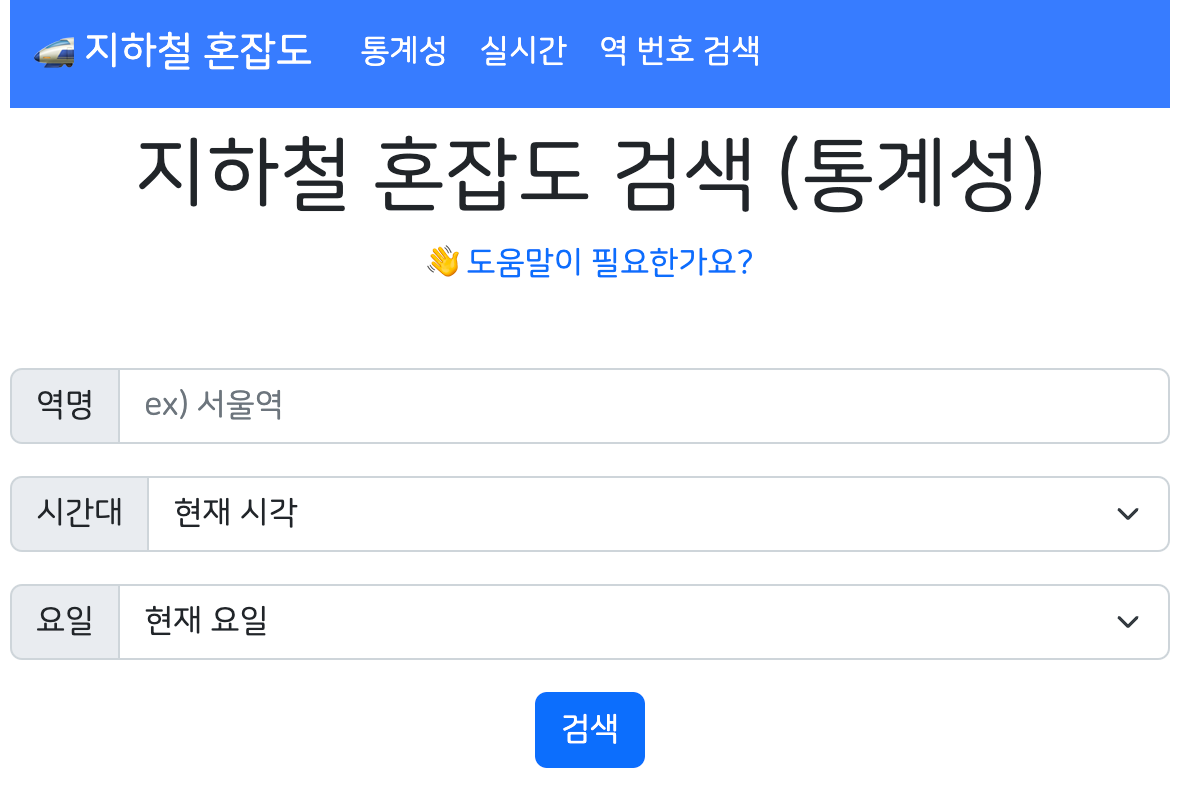 🚅 지하철 혼잡도 통계성 실시간 역 번호 검색
지하철 혼잡도 검색 (통계성)
👋 도움말이 필요한가요?
역명 ex) 서울역
시간대 현재 시각
요일 현재 요일
검색